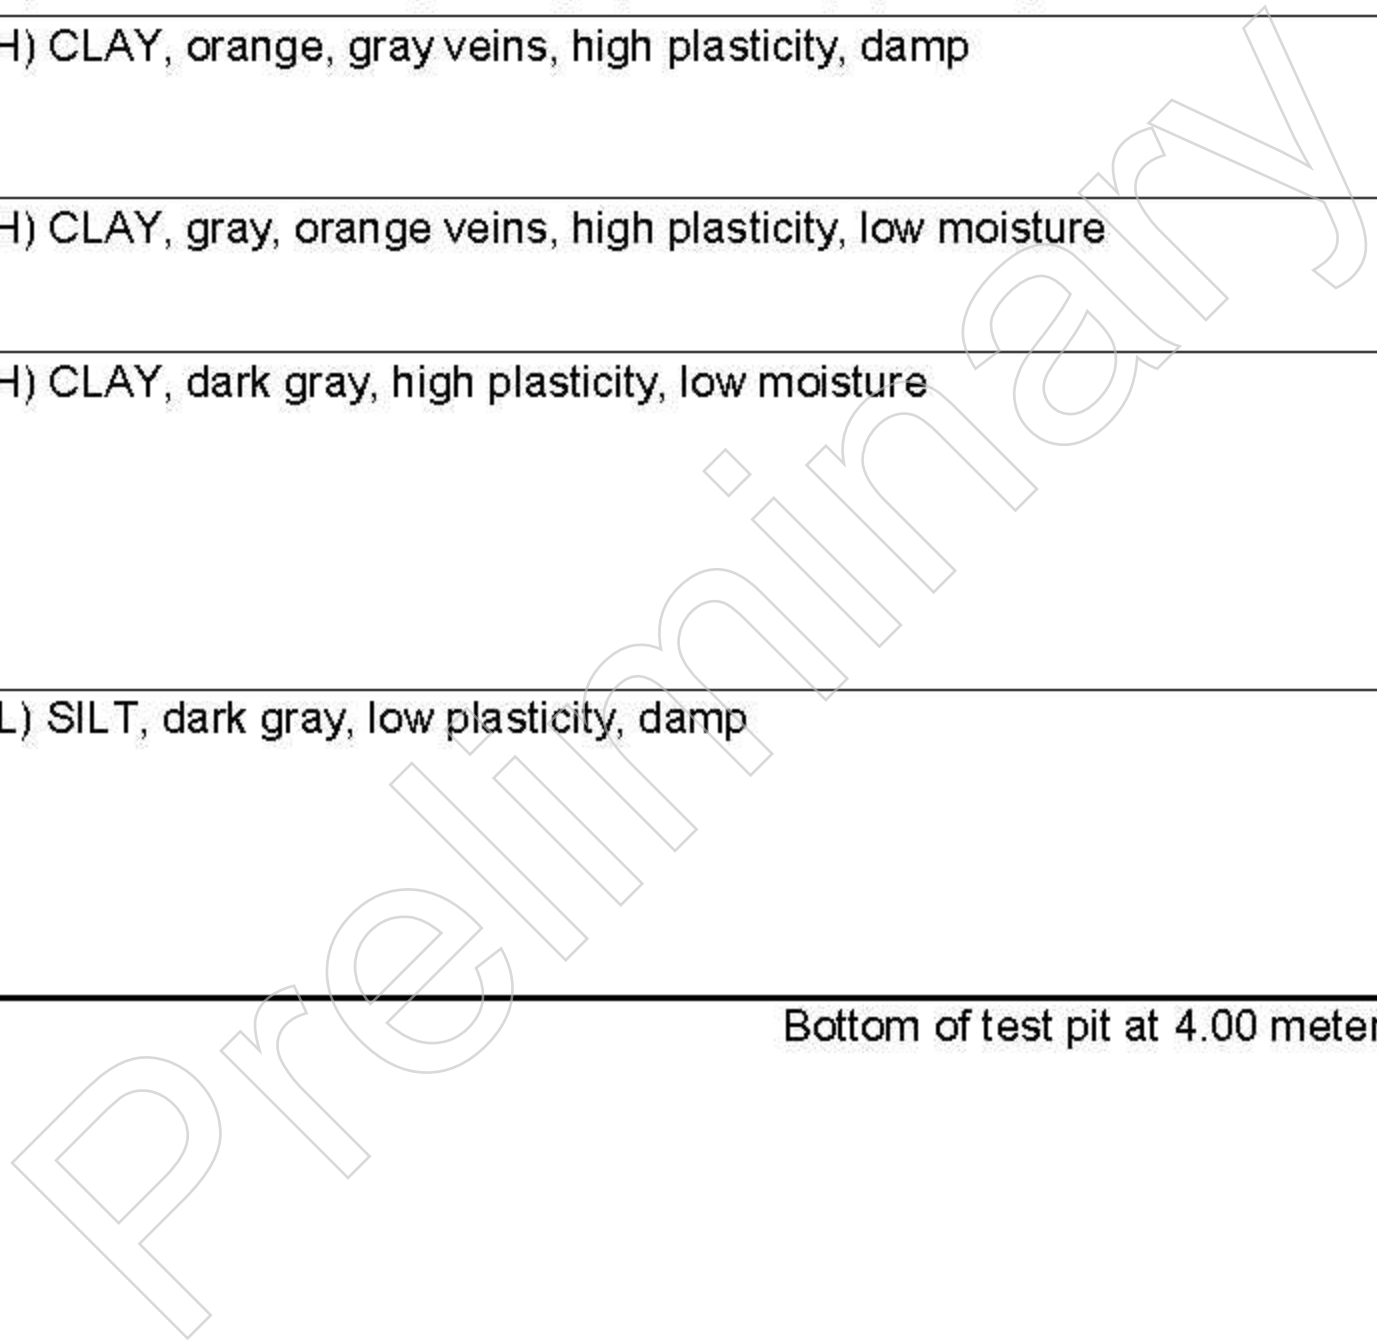 H) CLAY, orange, gray veins, high plasticity, damp
H) CLAY, gray, orange veins, high plasticity, low moisture
H) CLAY, dark gray, high plasticity, low moisture
L) SILT, dark gray, low plasticity, damp
Bottom of test pit at 4.00 meter
Preliminary